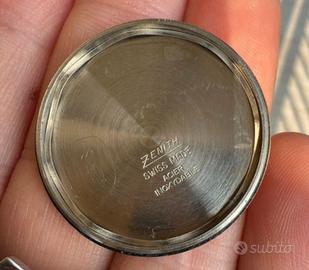 ZENITH
SWISS MADE
ACIER
INOXYDABLE
subito